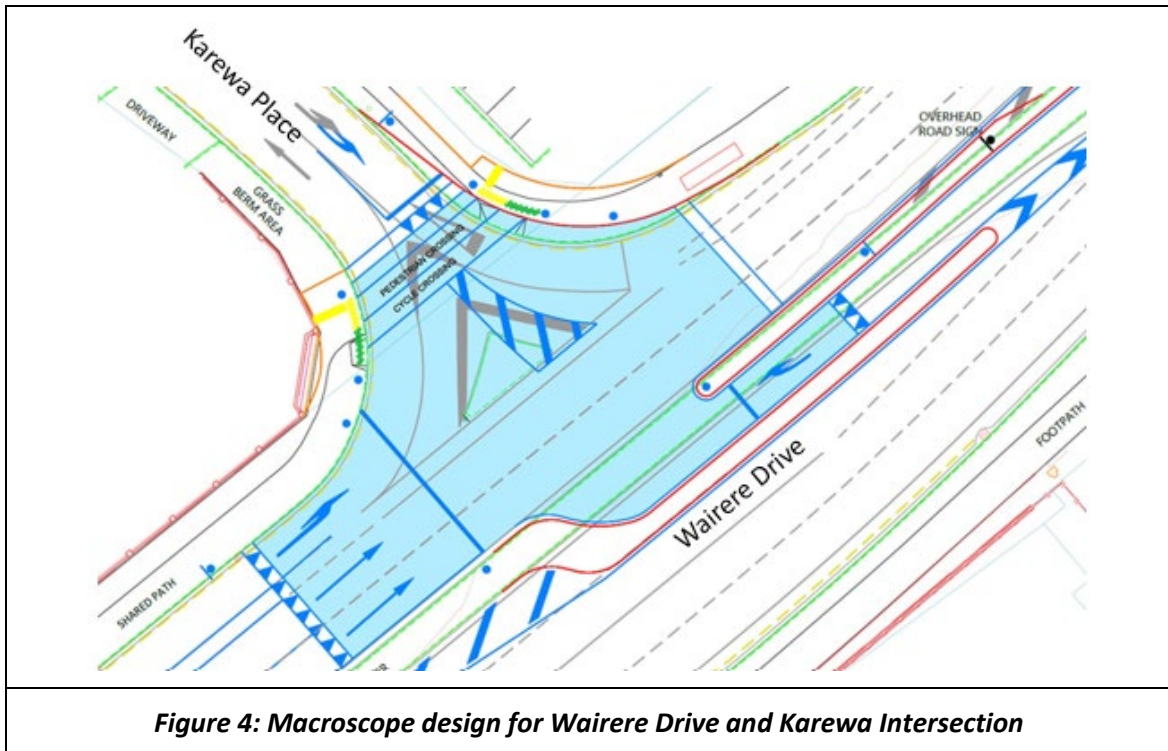 Karewa Place
DRIVEWAY
GRASS
BERM AREA
OVERHEAD
ROAD SIGN
PEDESTRIAN CROSSING
CYCLE CROSSING
Wairere Drive
FOOTPATH
SHARED PATH
Figure 4: Macroscope design for Wairere Drive and Karewa Intersection